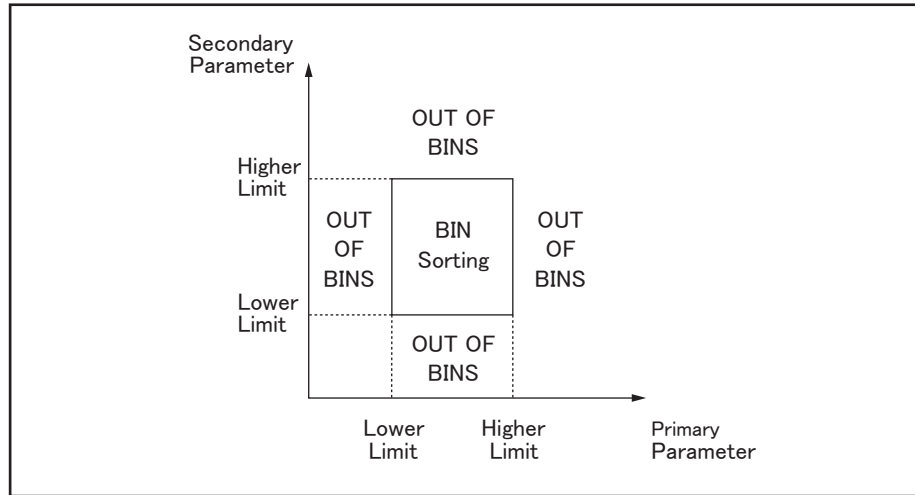 Secondary
Parameter
OUT OF
BINS
Higher
Limit
OUT
OF
BINS
BIN
Sorting
OUT
OF
BINS
Lower
Limit
OUT OF
BINS
Lower
Limit
Higher
Limit
Primary
Parameter